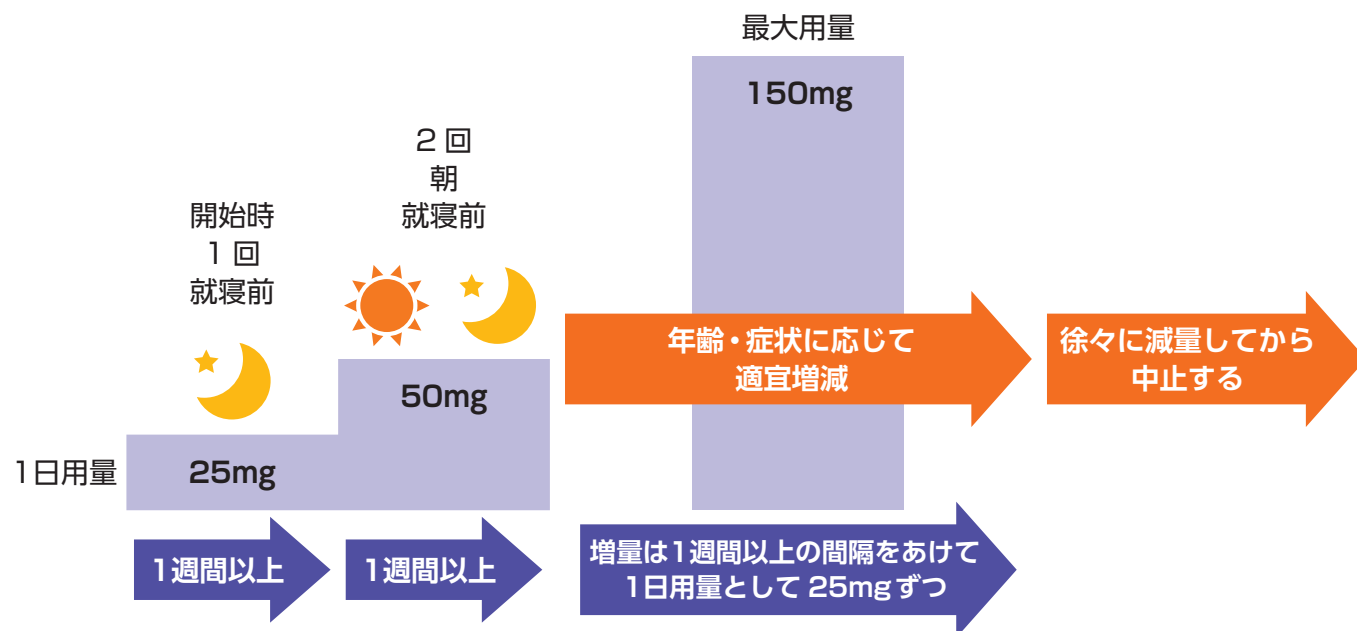 最大用量
150mg
2 回
朝
就寝前
開始時
1 回
就寝前
年齢・症状に応じて
適宜増減
徐々に減量してから
中止する
50mg
1日用量
25mg
1週間以上
1週間以上
増量は1週間以上の間隔をあけて
1日用量として 25mgずつ